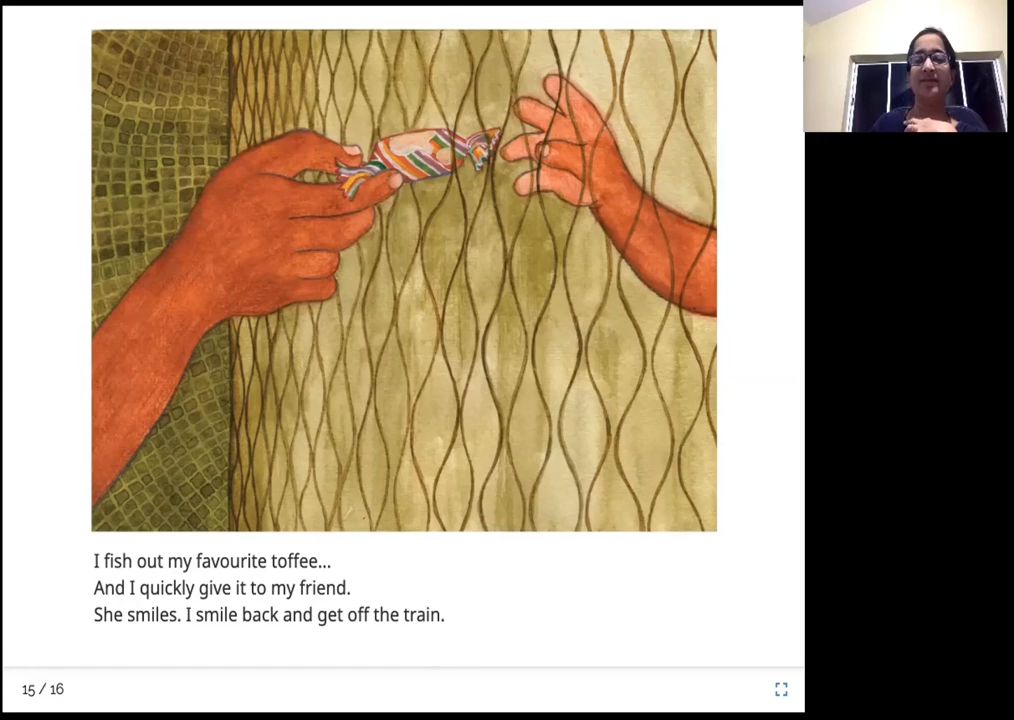 I fish out my favourite toffee...
And I quickly give it to my friend.
She smiles. I smile back and get off the train.
15 / 16